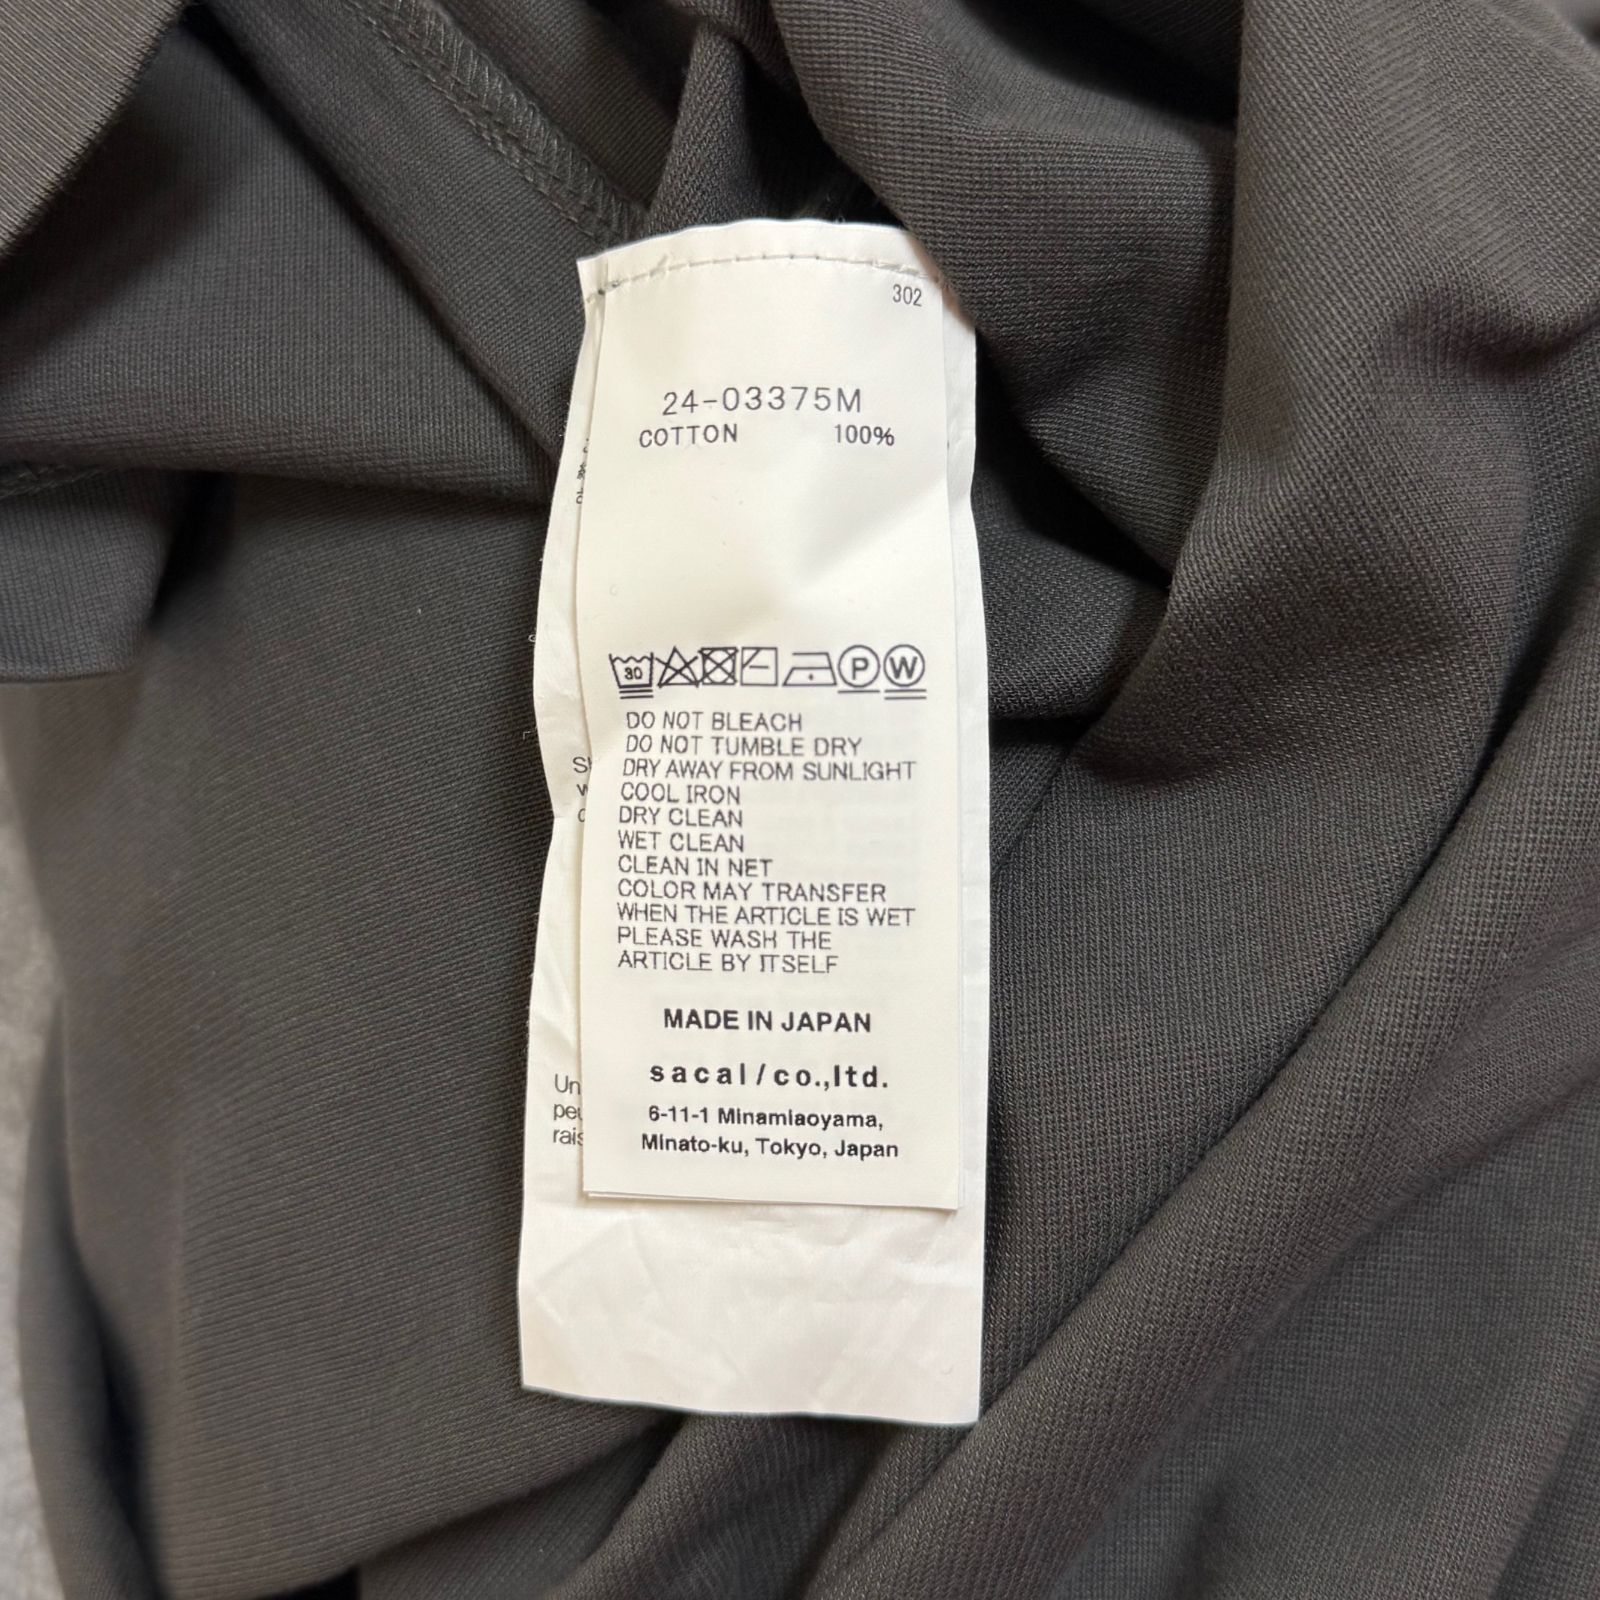 302
24-03375M
COTTON 100%
30
P W
DO NOT BLEACH
DO NOT TUMBLE DRY
DRY AWAY FROM SUNLIGHT
COOL IRON
DRY CLEAN
WET CLEAN
CLEAN IN NET
COLOR MAY TRANSFER
WHEN THE ARTICLE IS WET
PLEASE WASH THE
ARTICLE BY ITSELF
MADE IN JAPAN
sacai/co.,ltd.
6-11-1 Minamiaoyama,
Minato-ku, Tokyo, Japan